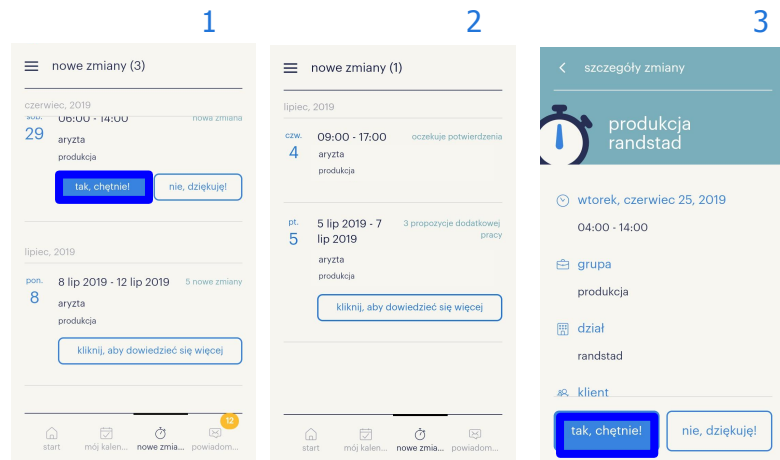 1
nowe zmiany (3)
czerwiec, 2019
sob. 06:00 - 14:00 nowa zmiana
29
aryzta
produkcja
tak, chętnie! nie, dziękuję!
lipiec, 2019
pon. 8 lip 2019 - 12 lip 2019 5 nowe zmiany
8
aryzta
produkcja
kliknij, aby dowiedzieć się więcej
12
start mój kalen... nowe zmia... powiadom...
2
nowe zmiany (1)
lipiec, 2019
czw. 09:00 - 17:00 oczekuje potwierdzenia
4
aryzta
produkcja
pt. 5 lip 2019 - 7 3 propozycje dodatkowej
5 lip 2019 pracy
aryzta
produkcja
kliknij, aby dowiedzieć się więcej
start mój kalen... nowe zmia... powiadom...
3
szczegóły zmiany
produkcja
randstad
wtorek, czerwiec 25, 2019
04:00 - 14:00
grupa
produkcja
dział
randstad
klient
tak, chętnie! nie, dziękuję!